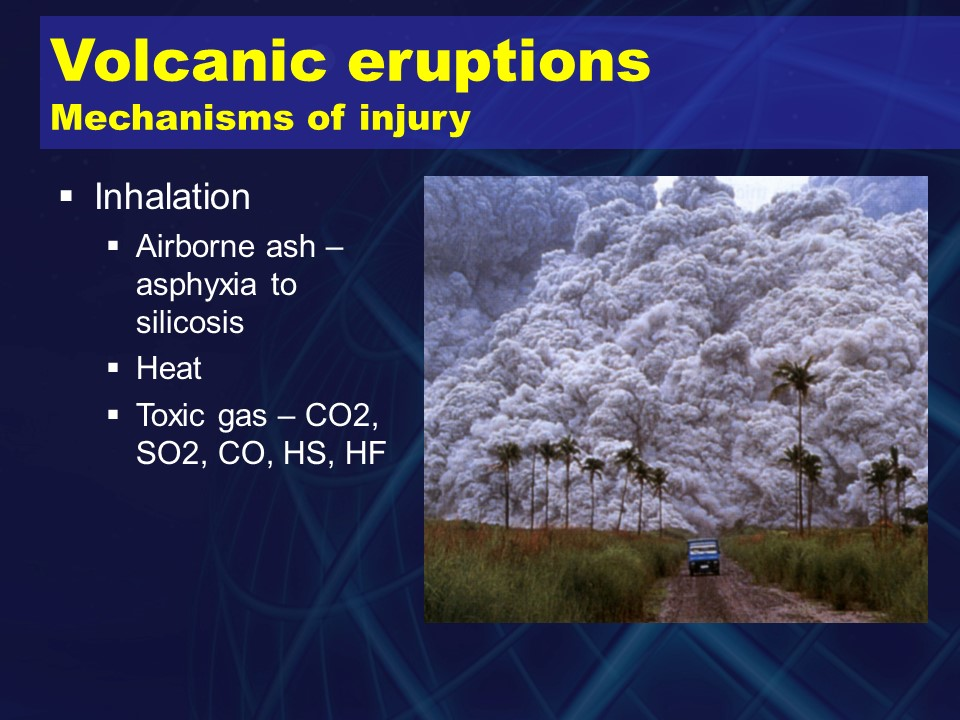 Volcanic eruptions
Mechanisms of injury
▪ Inhalation
▪ Airborne ash –
asphyxia to
silicosis
▪ Heat
▪ Toxic gas – CO2,
SO2, CO, HS, HF